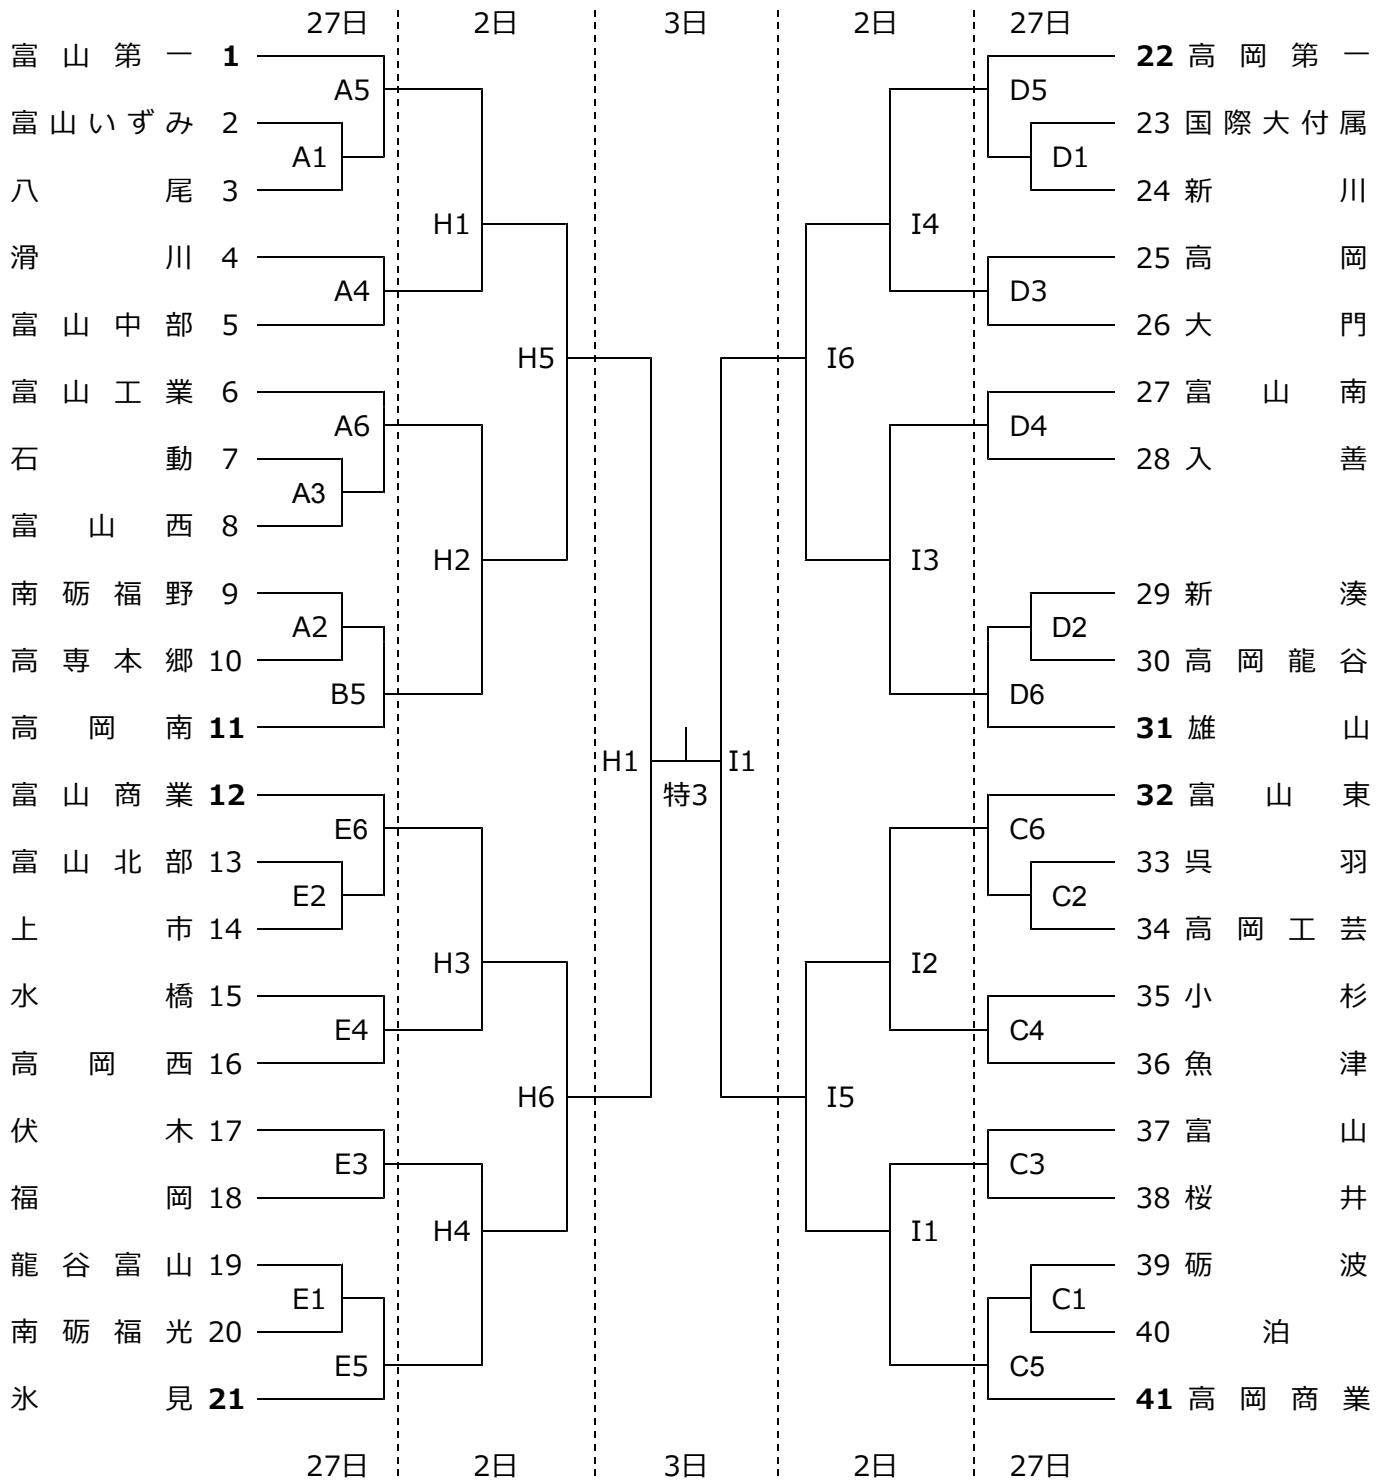 27日 2日 3日 2日 27日
富山第一 1 22 高岡第一
A5 D5
富山いずみ 2 23 国際大付属
A1 D1
八尾 3 24 新川
H1 I4
滑川 4 25 高岡
A4 D3
富山中部 5 26 大門
H5 I6
富山工業 6 27 富山南
A6 D4
石動 7 28 入善
A3
富山西 8
H2 I3
南砺福野 9 29 新湊
A2 D2
高専本郷 10 30 高岡龍谷
B5 D6
高岡南 11 31 雄山
H1 I1
富山商業 12 特3 32 富山東
E6 C6
富山北部 13 33 呉羽
E2 C2
上市 14 34 高岡工芸
H3 I2
水橋 15 35 小杉
E4 C4
高岡西 16 36 魚津
H6 I5
伏木 17 37 富山
E3 C3
福岡 18 38 桜井
H4 I1
龍谷富山 19 39 砺波
E1 C1
南砺福光 20 40 泊
E5 C5
氷見 21 41 高岡商業
27日 2日 3日 2日 27日